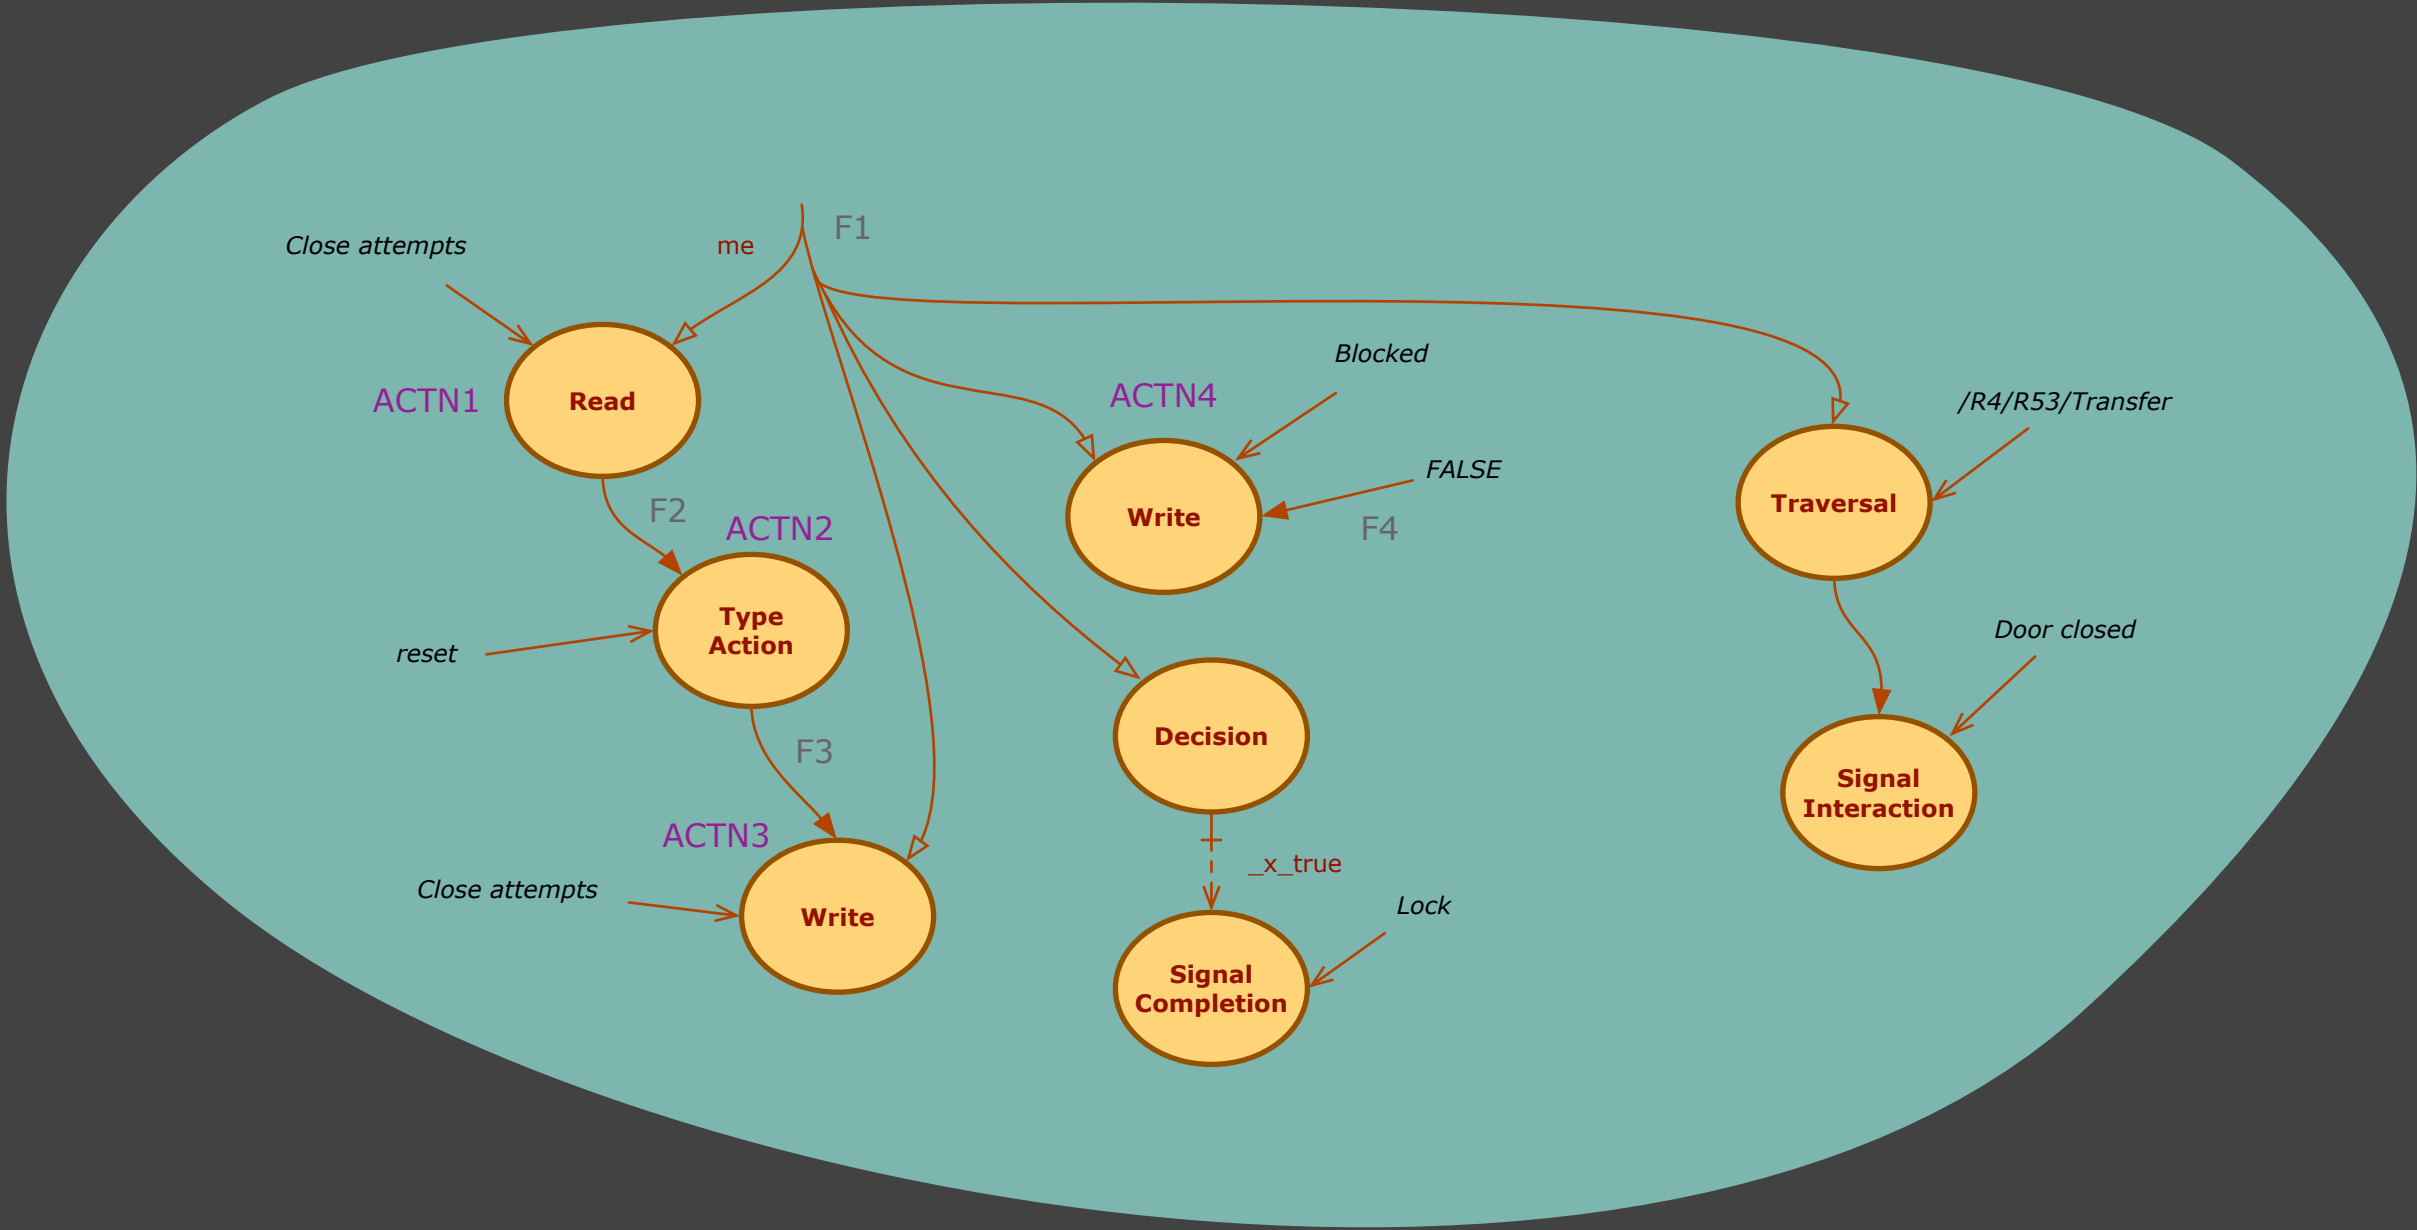 F1
me
Close attempts
Read
ACTN1
F2
ACTN2
Type
Action
reset
F3
ACTN3
Close attempts
Write
Blocked
ACTN4
FALSE
Write
F4
Decision
_x_true
Lock
Signal
Completion
/R4/R53/Transfer
Traversal
Door closed
Signal
Interaction